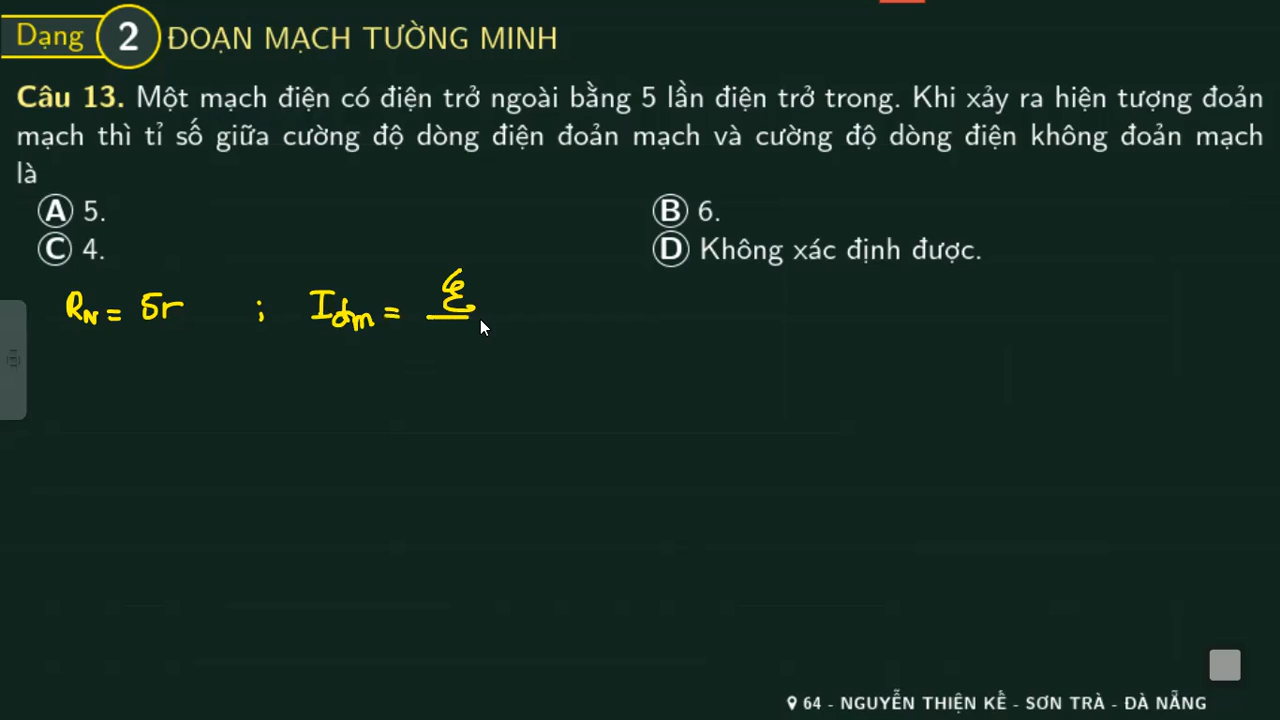 Dạng 2 ĐOẠN MẠCH TƯỜNG MINH
Câu 13. Một mạch điện có điện trở ngoài bằng 5 lần điện trở trong. Khi xảy ra hiện tượng đoản
mạch thì tỉ số giữa cường độ dòng điện đoản mạch và cường độ dòng điện không đoản mạch
là
A 5. B 6.
C 4. D Không xác định được.
R_N = 5r ; I_đm = ξ
64 - NGUYỄN THIỆN KẾ - SƠN TRÀ - ĐÀ NẴNG